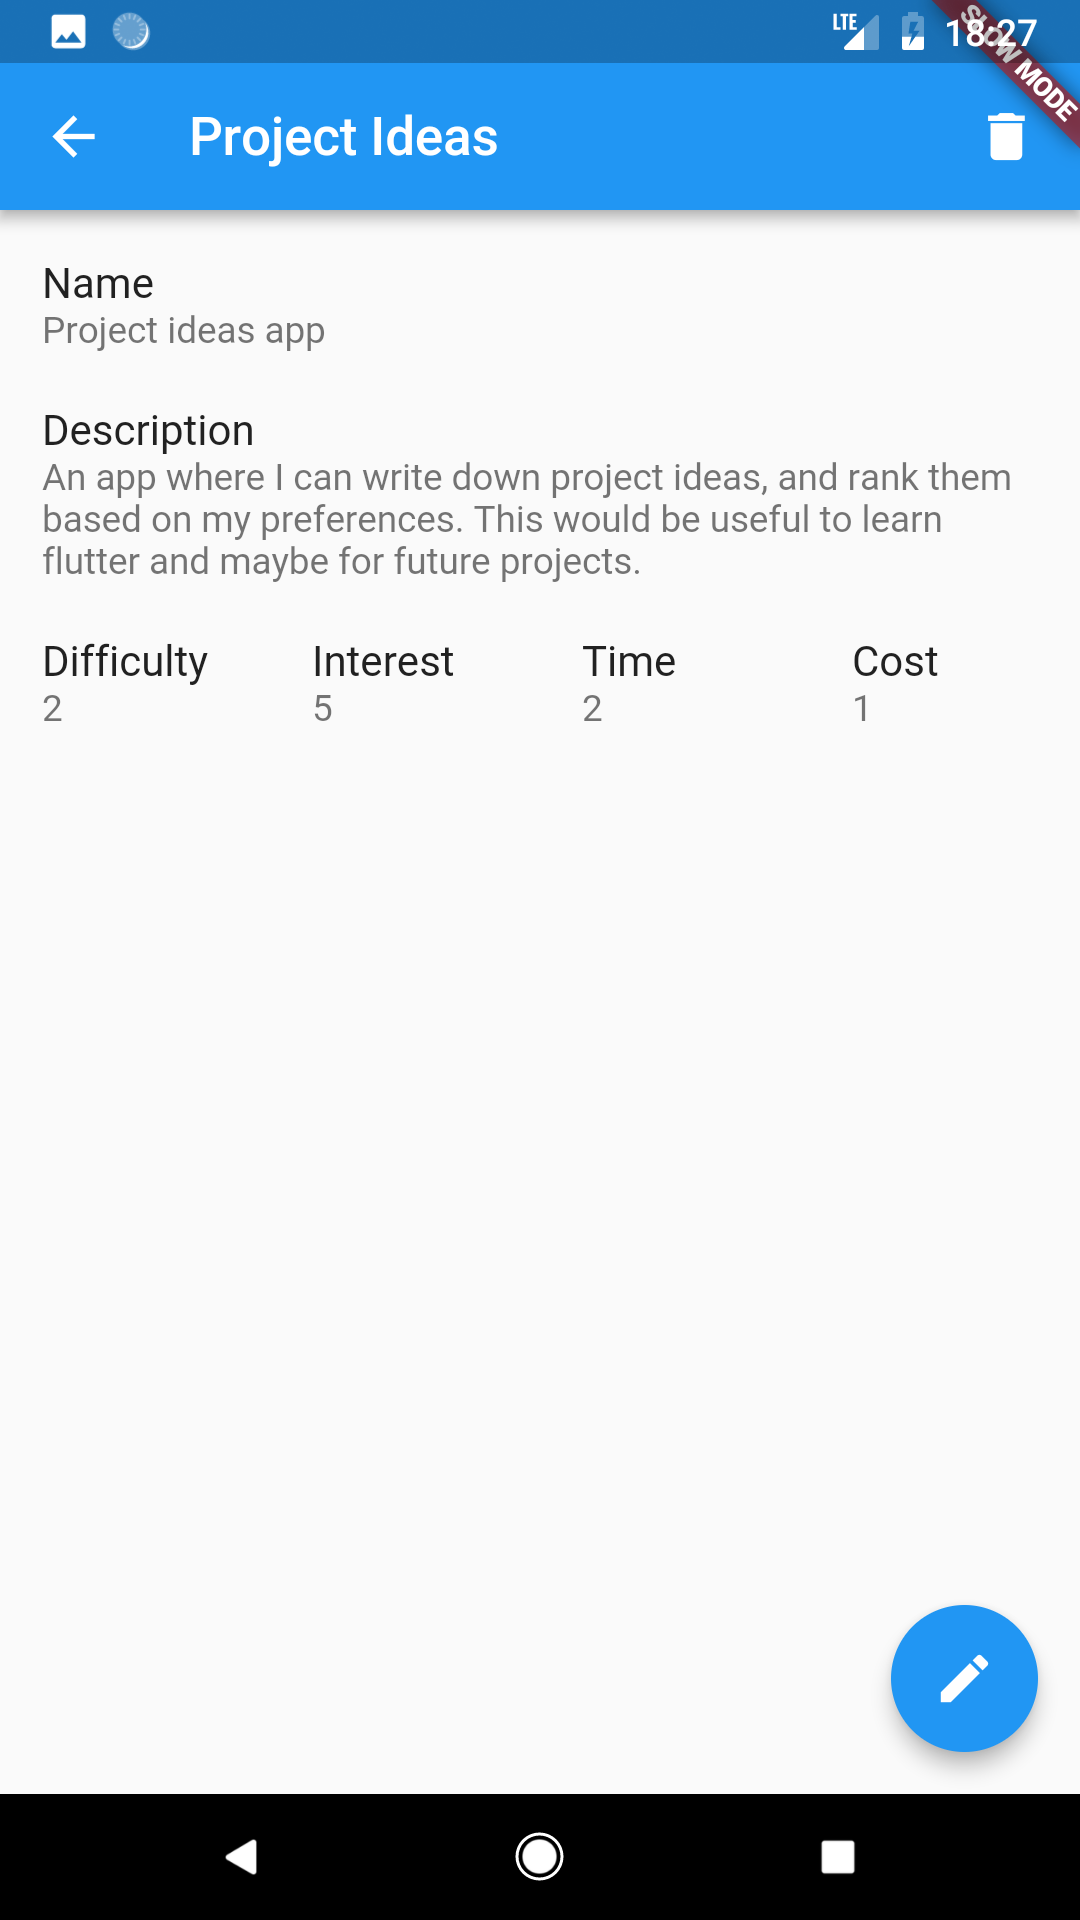 LTE 18:27
SLOW MODE
Project Ideas
Name
Project ideas app
Description
An app where I can write down project ideas, and rank them
based on my preferences. This would be useful to learn
flutter and maybe for future projects.
Difficulty Interest Time Cost
2 5 2 1